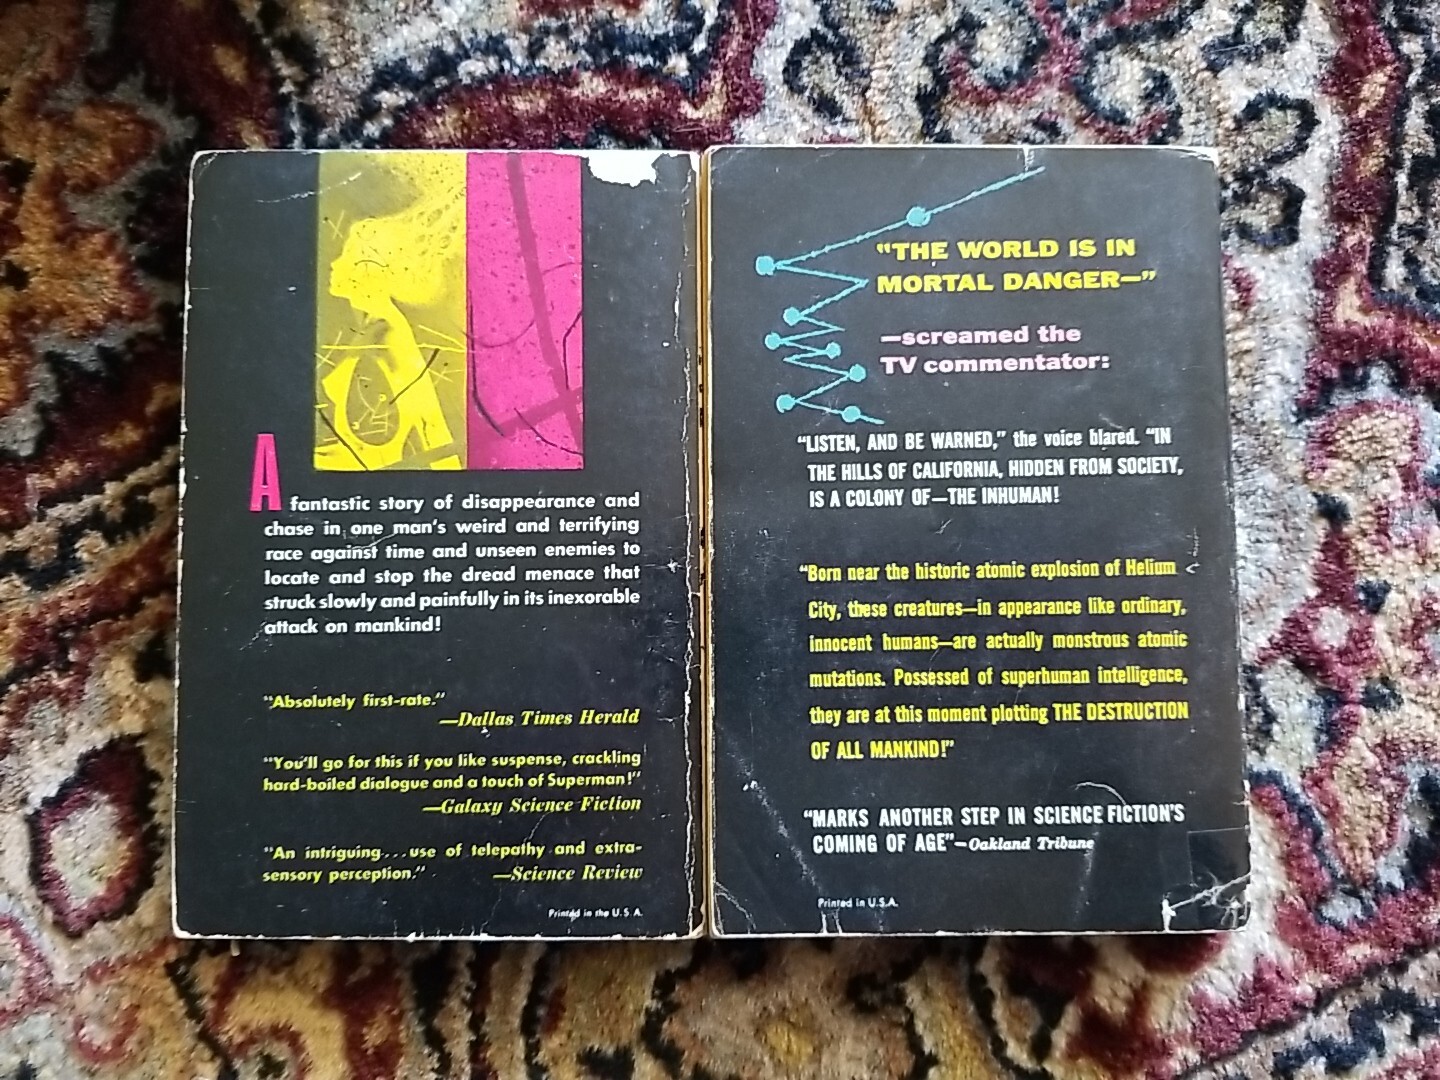 A fantastic story of disappearance and
chase in one man's weird and terrifying
race against time and unseen enemies to
locate and stop the dread menace that
struck slowly and painfully in its inexorable
attack on mankind!
"Absolutely first-rate."
—Dallas Times Herald
"You'll go for this if you like suspense, crackling
hard-boiled dialogue and a touch of Superman!"
—Galaxy Science Fiction
"An intriguing...use of telepathy and extra-
sensory perception." —Science Review
Printed in the U.S.A.
"THE WORLD IS IN
MORTAL DANGER—"
—screamed the
TV commentator:
"LISTEN, AND BE WARNED," the voice blared. "IN
THE HILLS OF CALIFORNIA, HIDDEN FROM SOCIETY,
IS A COLONY OF—THE INHUMAN!
"Born near the historic atomic explosion of Helium
City, these creatures—in appearance like ordinary,
innocent humans—are actually monstrous atomic
mutations. Possessed of superhuman intelligence,
they are at this moment plotting THE DESTRUCTION
OF ALL MANKIND!"
"MARKS ANOTHER STEP IN SCIENCE FICTION'S
COMING OF AGE"—Oakland Tribune
Printed in U.S.A.